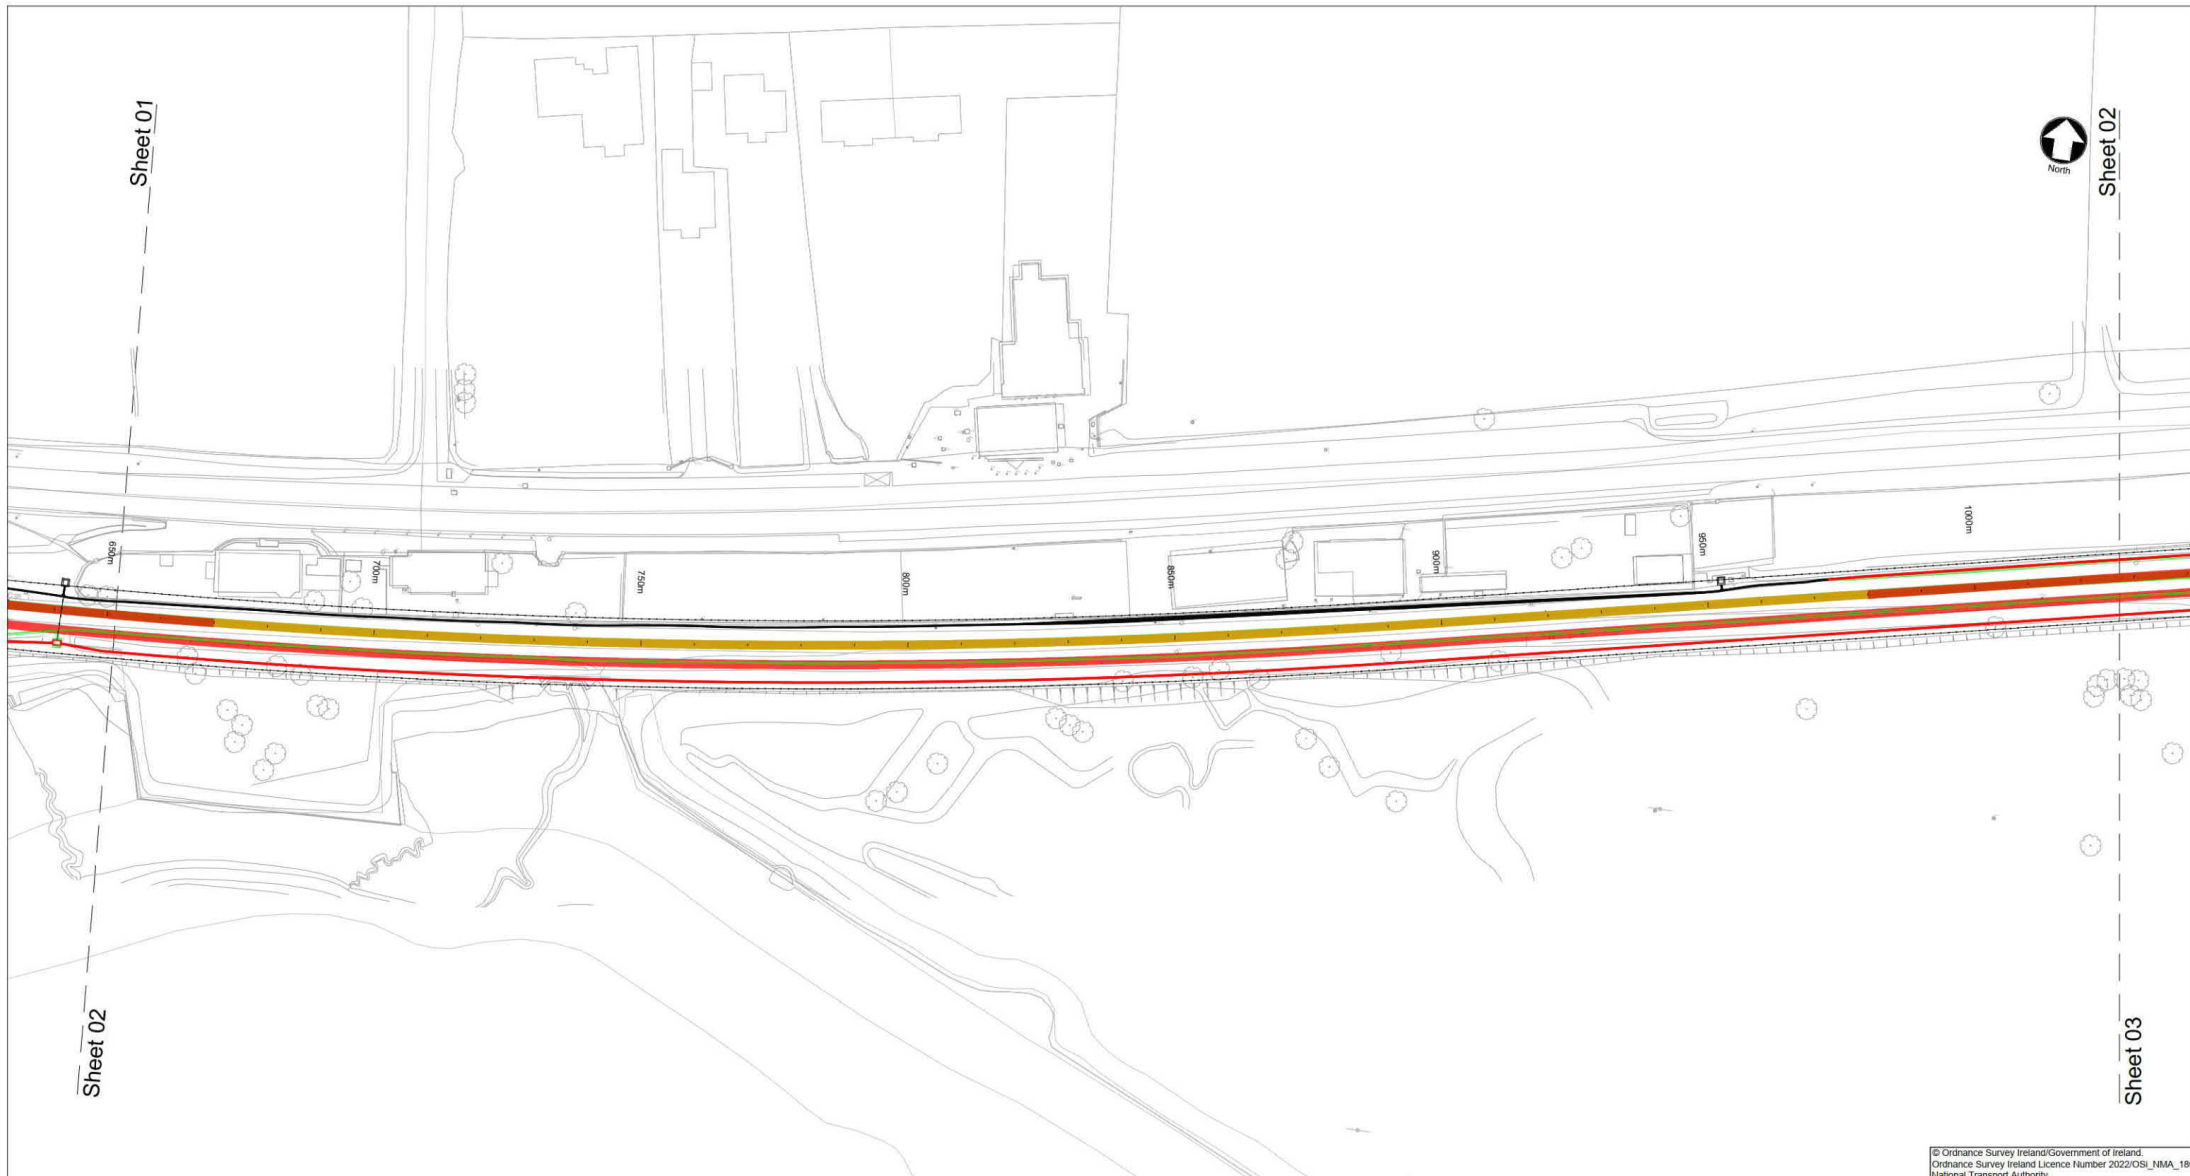 Sheet 01
Sheet 02
North
Sheet 02
Sheet 03
650m
700m
750m
800m
850m
900m
950m
1000m
© Ordnance Survey Ireland/Government of Ireland.
Ordnance Survey Ireland Licence Number 2022/OSi_NMA_18
National Transport Authority